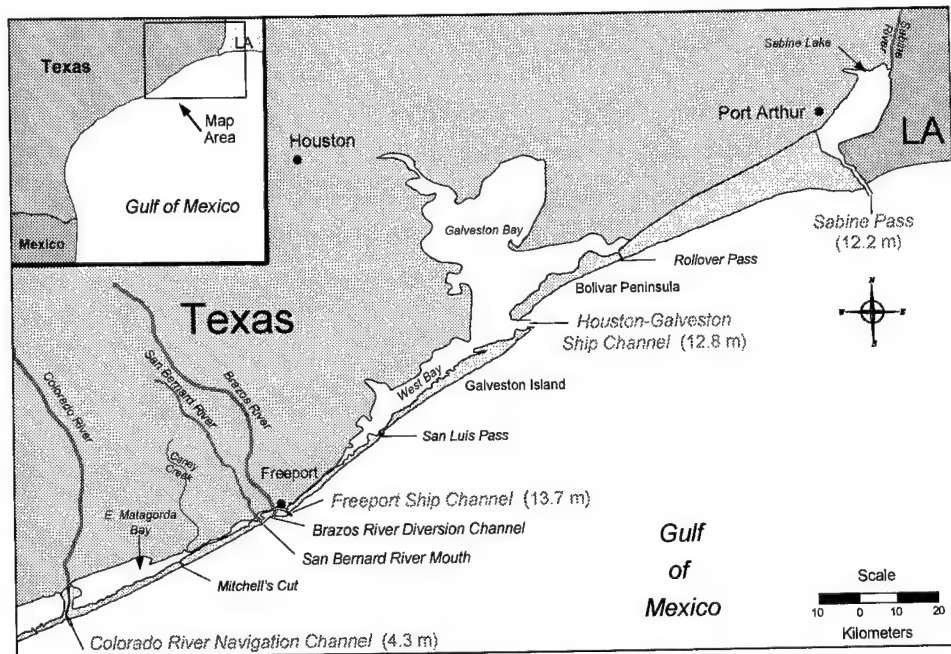 LA
Texas
Map
Area
Gulf of Mexico
Mexico
Sabine Lake
Sabine
River
Port Arthur
LA
Houston
Galveston Bay
Sabine Pass
(12.2 m)
Rollover Pass
Bolivar Peninsula
Texas
Houston-Galveston
Ship Channel (12.8 m)
Colorado River
San Bernard River
Brazos River
West Bay
Galveston Island
San Luis Pass
Caney
Creek
Freeport
Freeport Ship Channel (13.7 m)
E. Matagorda
Bay
Brazos River Diversion Channel
San Bernard River Mouth
Mitchell's Cut
Gulf
of
Mexico
Scale
10 0 10 20
Kilometers
Colorado River Navigation Channel (4.3 m)